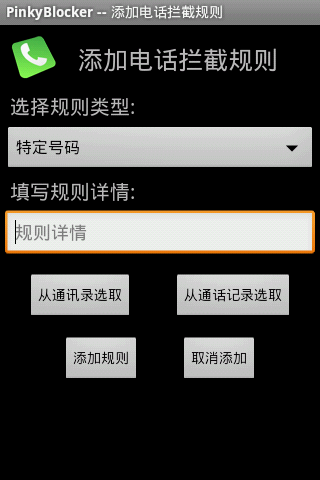 PinkyBlocker -- 添加电话拦截规则
添加电话拦截规则
选择规则类型:
特定号码
填写规则详情:
规则详情
从通讯录选取 从通话记录选取
添加规则 取消添加